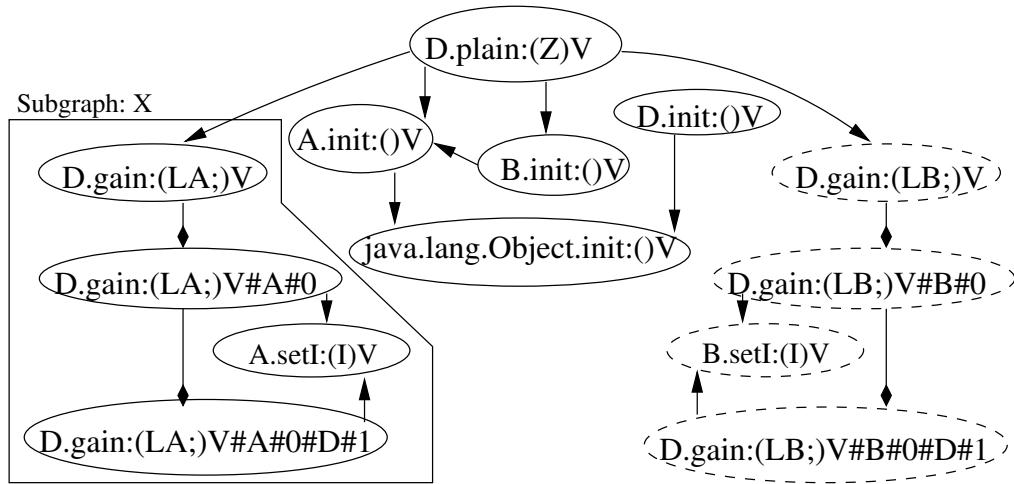 D.plain:(Z)V
Subgraph: X
D.init:()V
A.init:()V
B.init:()V
D.gain:(LA;)V
D.gain:(LB;)V
java.lang.Object.init:()V
D.gain:(LA;)V#A#0
D.gain:(LB;)V#B#0
A.setI:(I)V
B.setI:(I)V
D.gain:(LA;)V#A#0#D#1
D.gain:(LB;)V#B#0#D#1